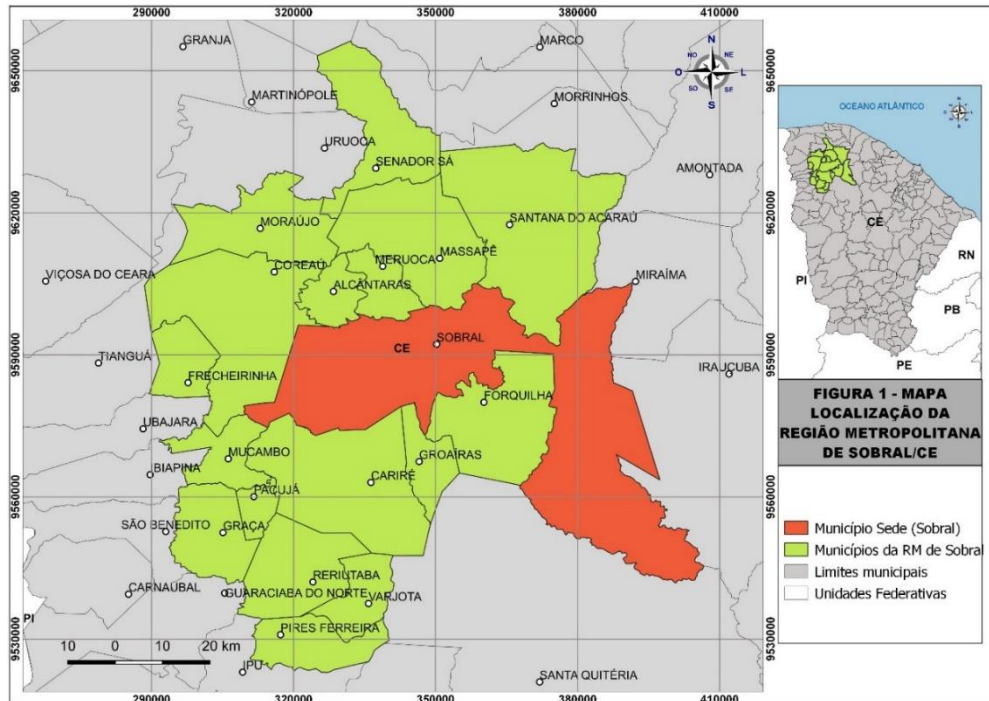 290000 320000 350000 380000 410000
9650000
9620000
9590000
9560000
9530000
GRANJA
MARCO
MARTINÓPOLE
MORRINHOS
URUOCA
SENADOR SÁ
AMONTADA
MORAÚJO
SANTANA DO ACARAÚ
COREAÚ
MERUOCA
MASSAPÊ
VIÇOSA DO CEARA
ALCÂNTARAS
MIRAÍMA
CE
SOBRAL
TIANGUÁ
IRAUÇUBA
FRECHEIRINHA
FORQUILHA
UBAJARA
MUCAMBO
GROAÍRAS
BIAPINA
CARIRÉ
PACUJÁ
SÃO BENEDITO
GRAÇA
RERIUTABA
CARNAÚBAL
GUARACIABA DO NORTE
VARJOTA
PI
PIRES FERREIRA
IPU
SANTA QUITÉRIA
10 0 10 20 km
290000 320000 350000 380000 410000
9650000
9620000
9590000
9560000
9530000
N
NO NE
O L
SO SE
S
OCEANO ATLÂNTICO
CE
RN
PI
PB
PE
FIGURA 1 - MAPA
LOCALIZAÇÃO DA
REGIÃO METROPOLITANA
DE SOBRAL/CE
Município Sede (Sobral)
Municípios da RM de Sobral
Limites municipais
Unidades Federativas